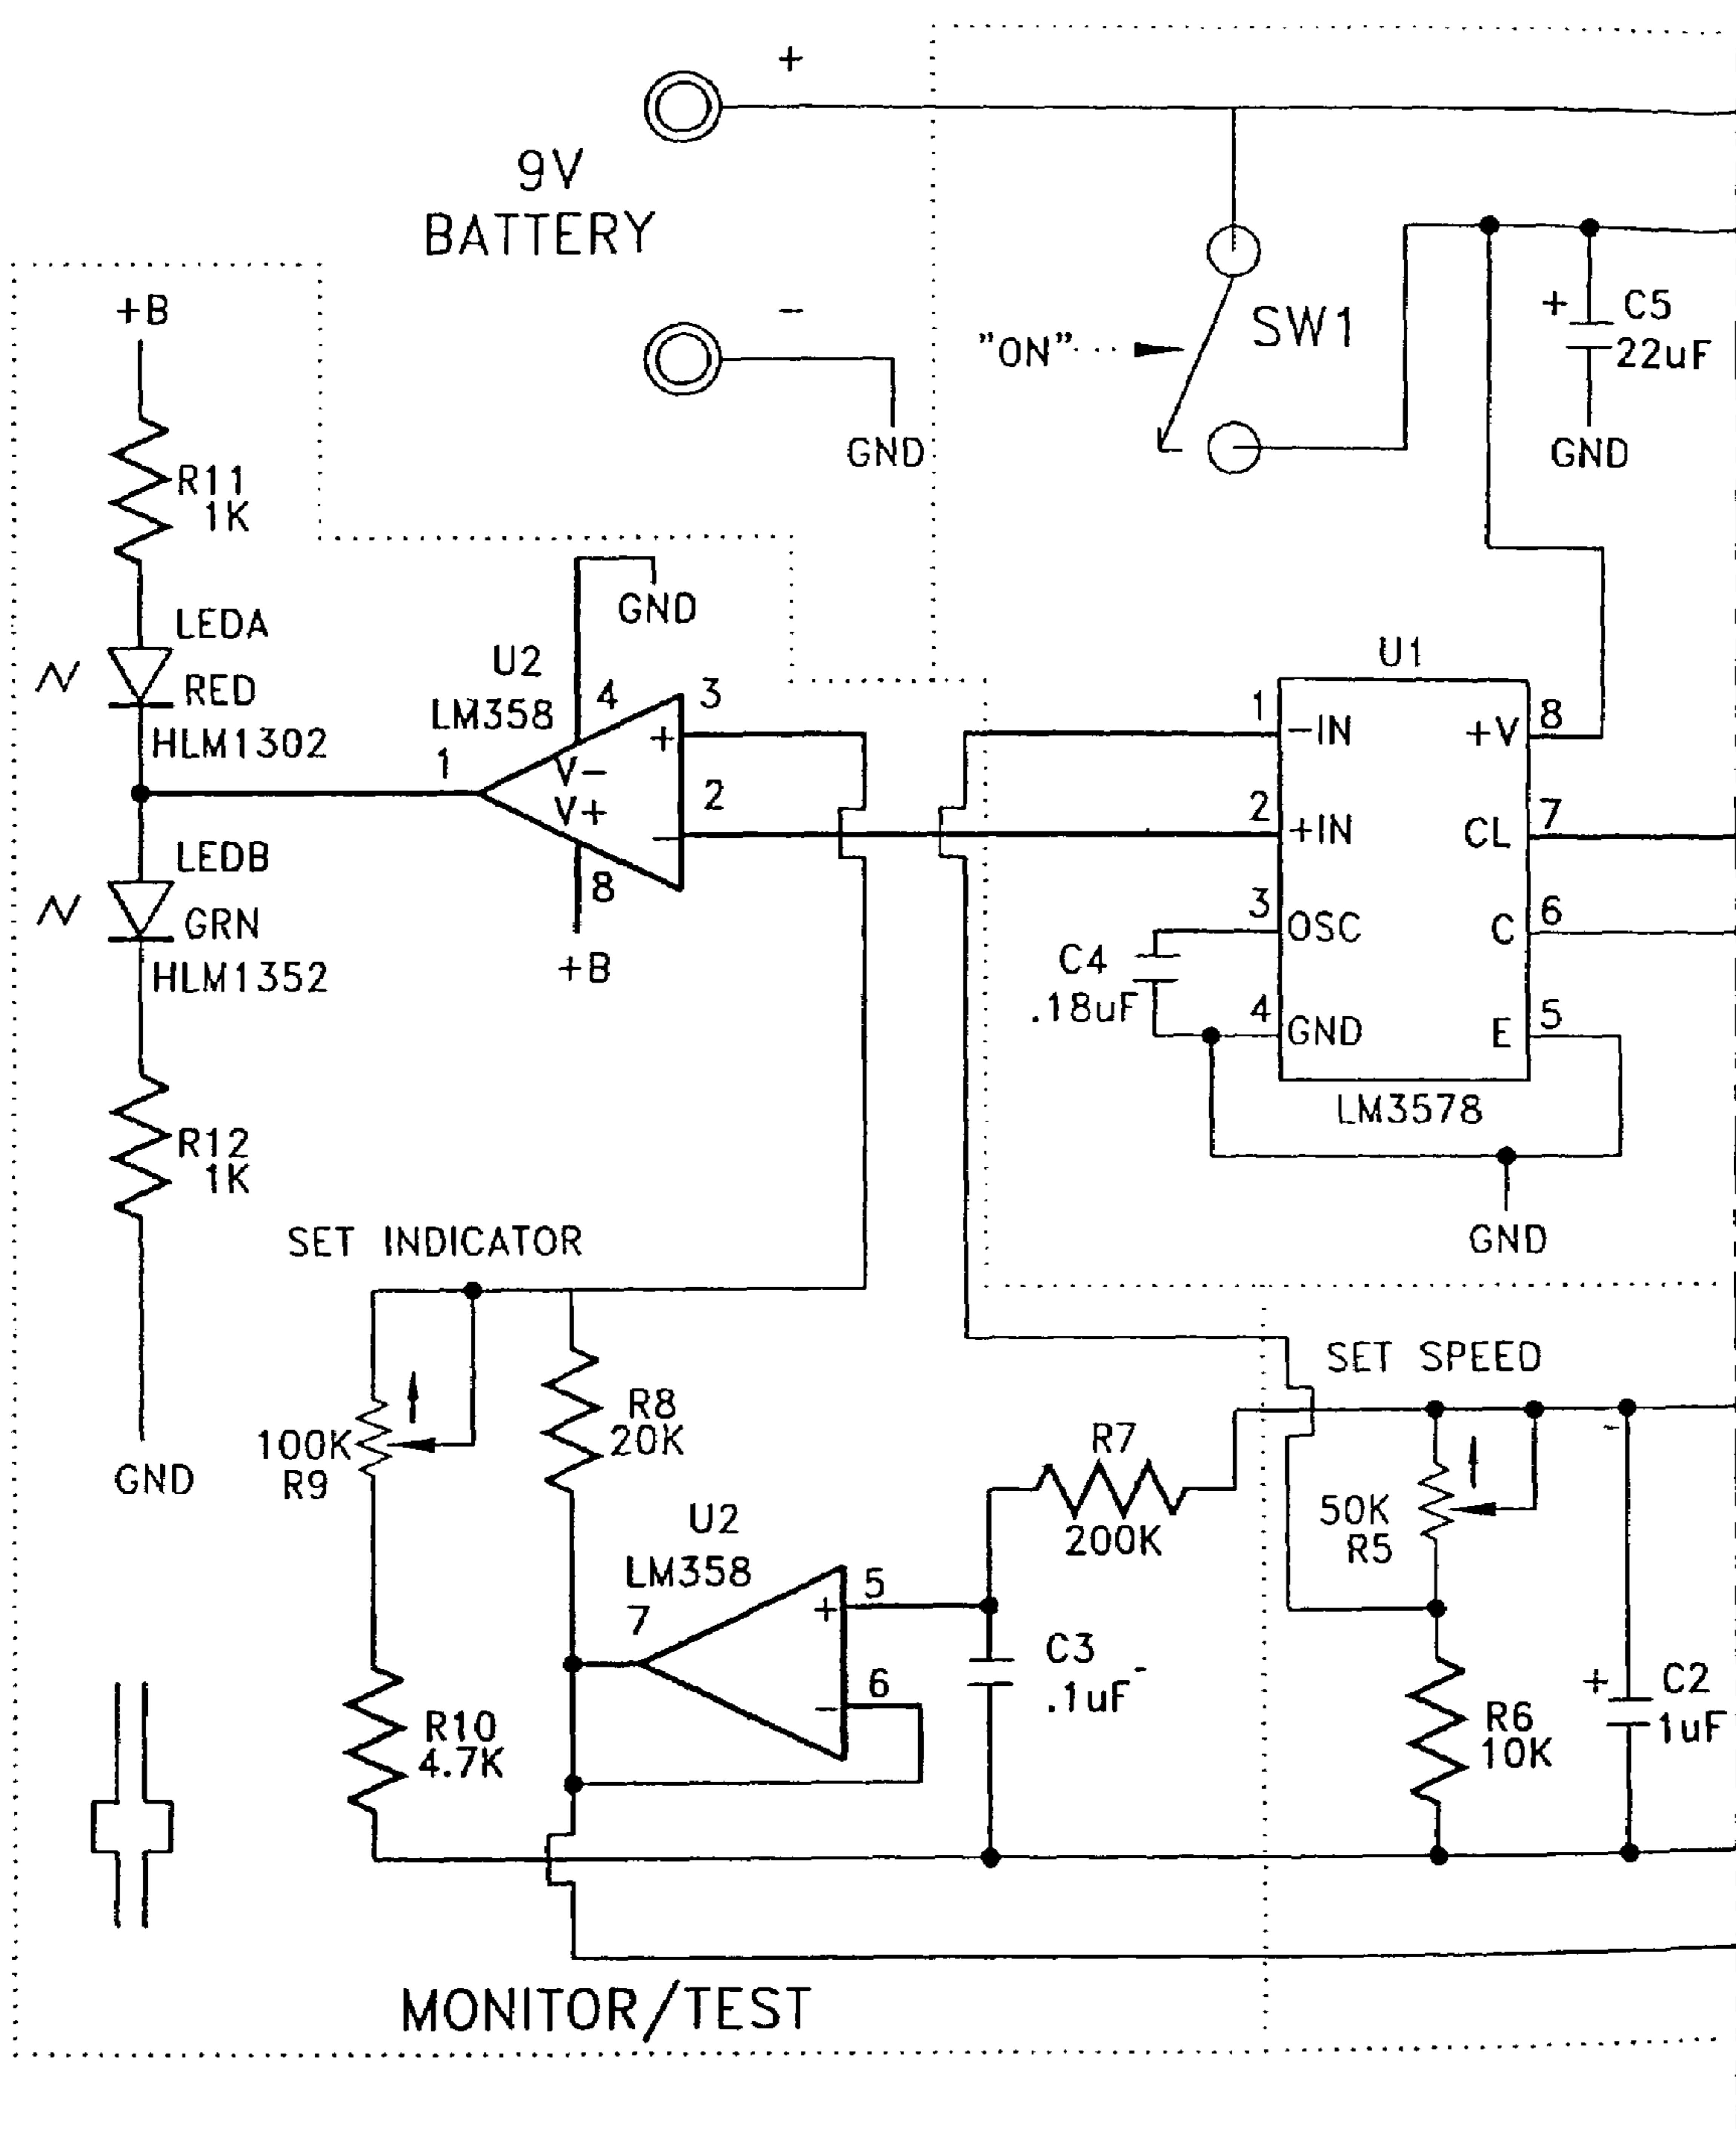 +
9V
BATTERY
-
GND
"ON"
SW1
+ C5
22uF
GND
+B
R11
1K
LEDA
RED
HLM1302
LEDB
GRN
HLM1352
R12
1K
GND
GND
U2
LM358
4
3
+
1
V-
V+
2
-
8
+B
U1
1
-IN
+V
8
2
+IN
CL
7
3
OSC
C
6
C4
.18uF
4
GND
E
5
LM3578
GND
SET INDICATOR
100K
R9
R8
20K
R10
4.7K
U2
LM358
7
5
+
6
-
R7
200K
C3
.1uF
SET SPEED
50K
R5
R6
10K
-
+ C2
1uF
MONITOR/TEST